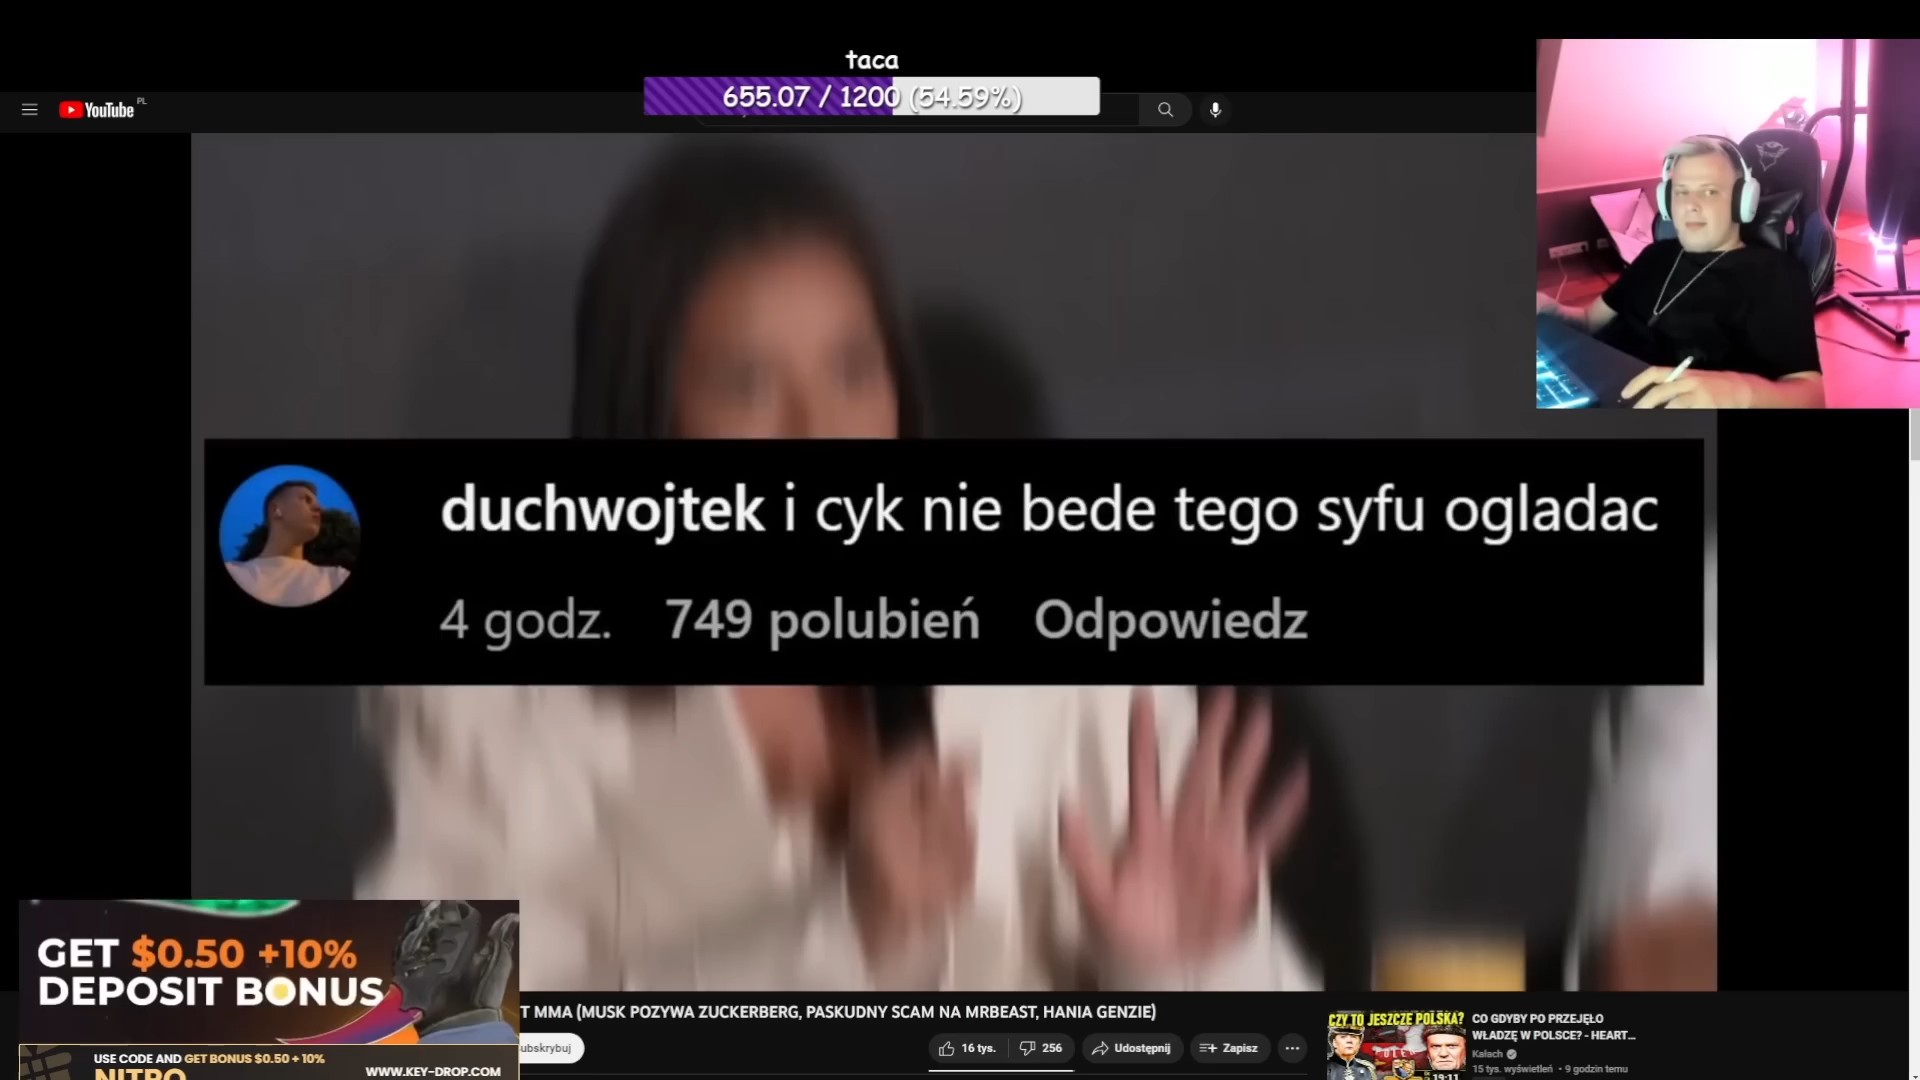 taca
655.07 / 1200 (54.59%)
YouTube PL
duchwojtek i cyk nie bede tego syfu ogladac
4 godz. 749 polubień Odpowiedz
GET $0.50 +10%
DEPOSIT BONUS
USE CODE AND GET BONUS $0.50 + 10%
NITRO
WWW.KEY-DROP.COM
T MMA (MUSK POZYWA ZUCKERBERG, PASKUDNY SCAM NA MRBEAST, HANIA GENZIE)
ubskrybuj
16 tys. 256 Udostępnij Zapisz
CZY TO JESZCZE POLSKA?
19:11
CO GDYBY PO PRZEJĘŁO
WŁADZĘ W POLSCE? - HEART...
Kałach
15 tys. wyświetleń • 9 godzin temu